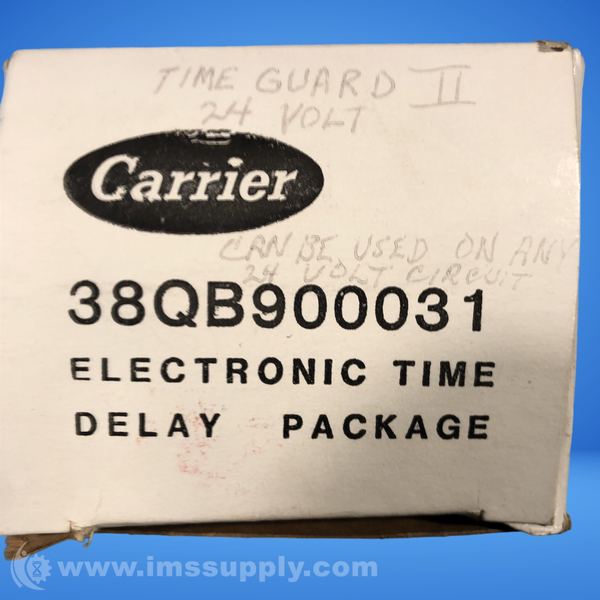 TIME GUARD II
24 VOLT
Carrier
CAN BE USED ON ANY
24 VOLT CIRCUIT
38QB900031
ELECTRONIC TIME
DELAY PACKAGE
www.imssupply.com